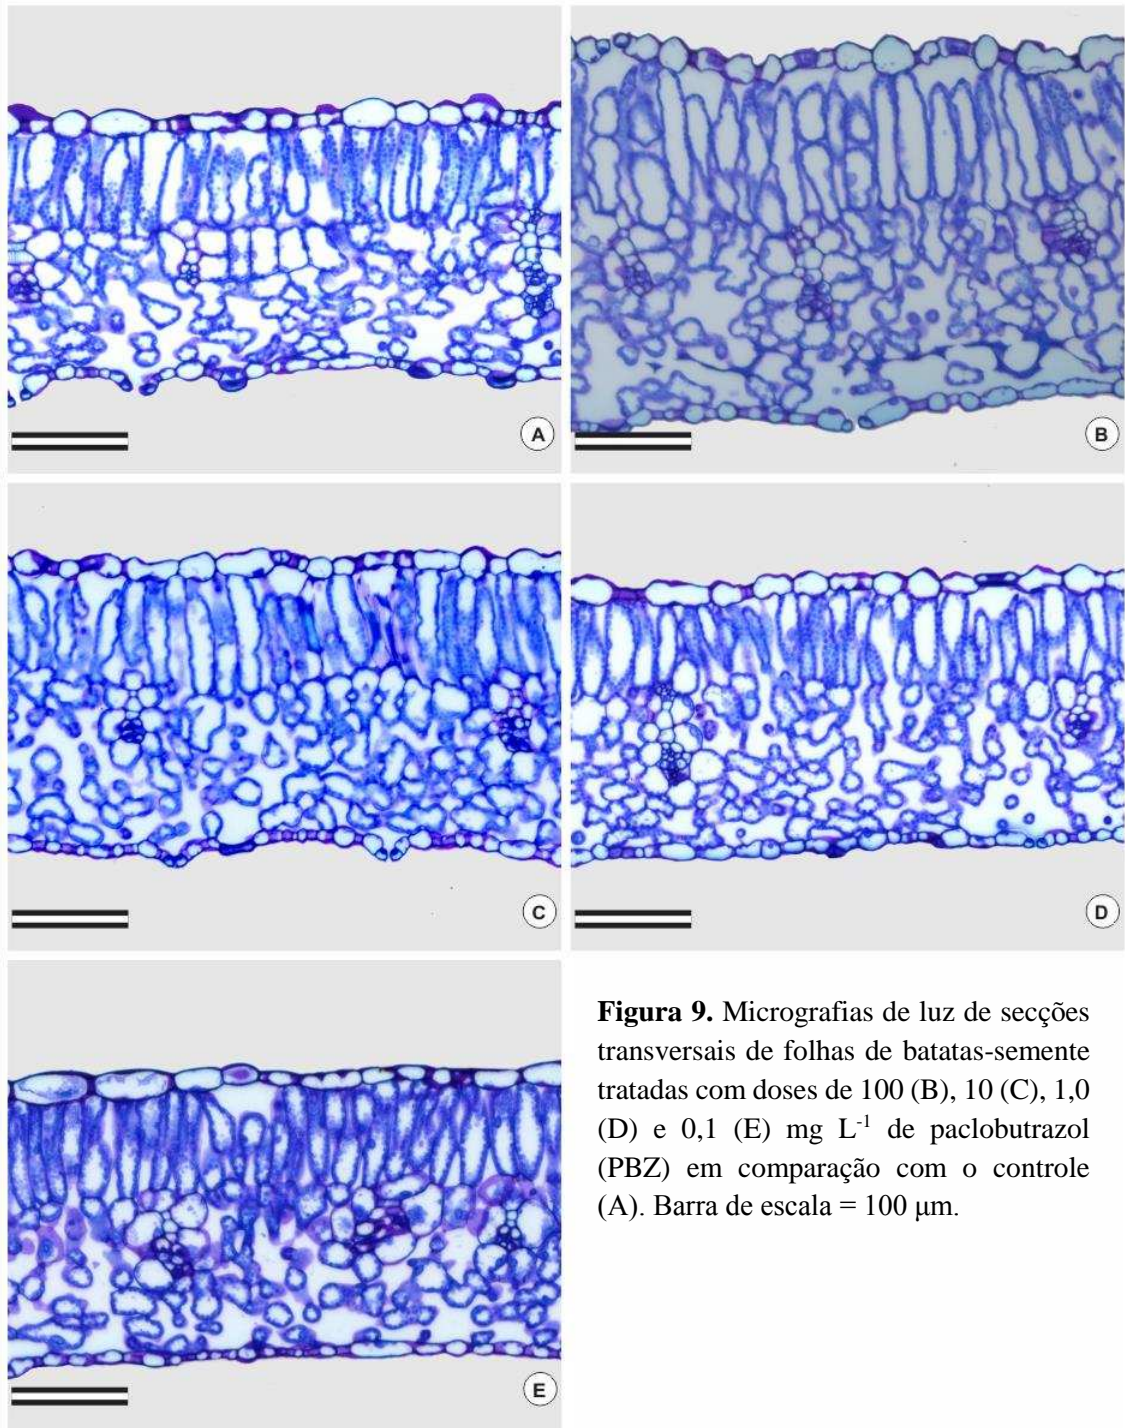 A
B
C
D
E
Figura 9. Micrografias de luz de secções
transversais de folhas de batatas-semente
tratadas com doses de 100 (B), 10 (C), 1,0
(D) e 0,1 (E) mg L⁻¹ de paclobutrazol
(PBZ) em comparação com o controle
(A). Barra de escala = 100 μm.